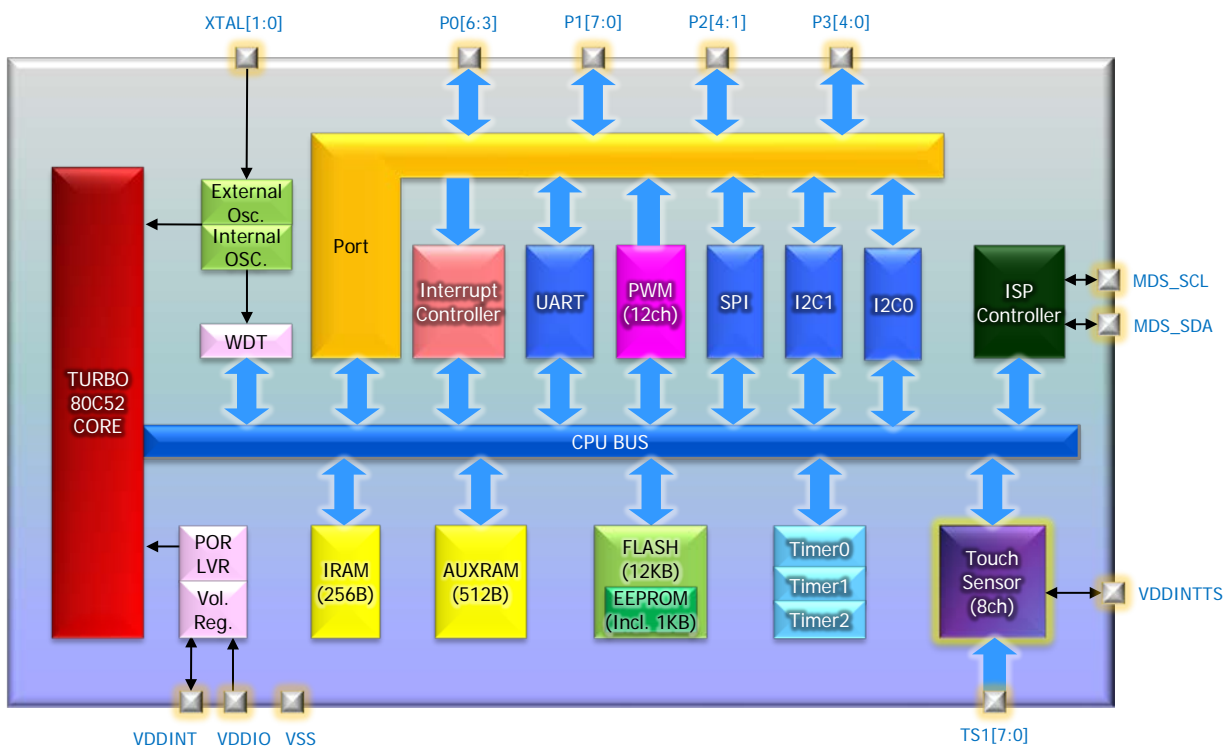 XTAL[1:0]
P0[6:3]
P1[7:0]
P2[4:1]
P3[4:0]
External
Osc.
Internal
OSC.
WDT
Port
Interrupt
Controller
UART
PWM
(12ch)
SPI
I2C1
I2C0
ISP
Controller
MDS_SCL
MDS_SDA
TURBO
80C52
CORE
CPU BUS
POR
LVR
Vol.
Reg.
IRAM
(256B)
AUXRAM
(512B)
FLASH
(12KB)
EEPROM
(Incl. 1KB)
Timer0
Timer1
Timer2
Touch
Sensor
(8ch)
VDDINTTS
VDDINT
VDDIO
VSS
TS1[7:0]